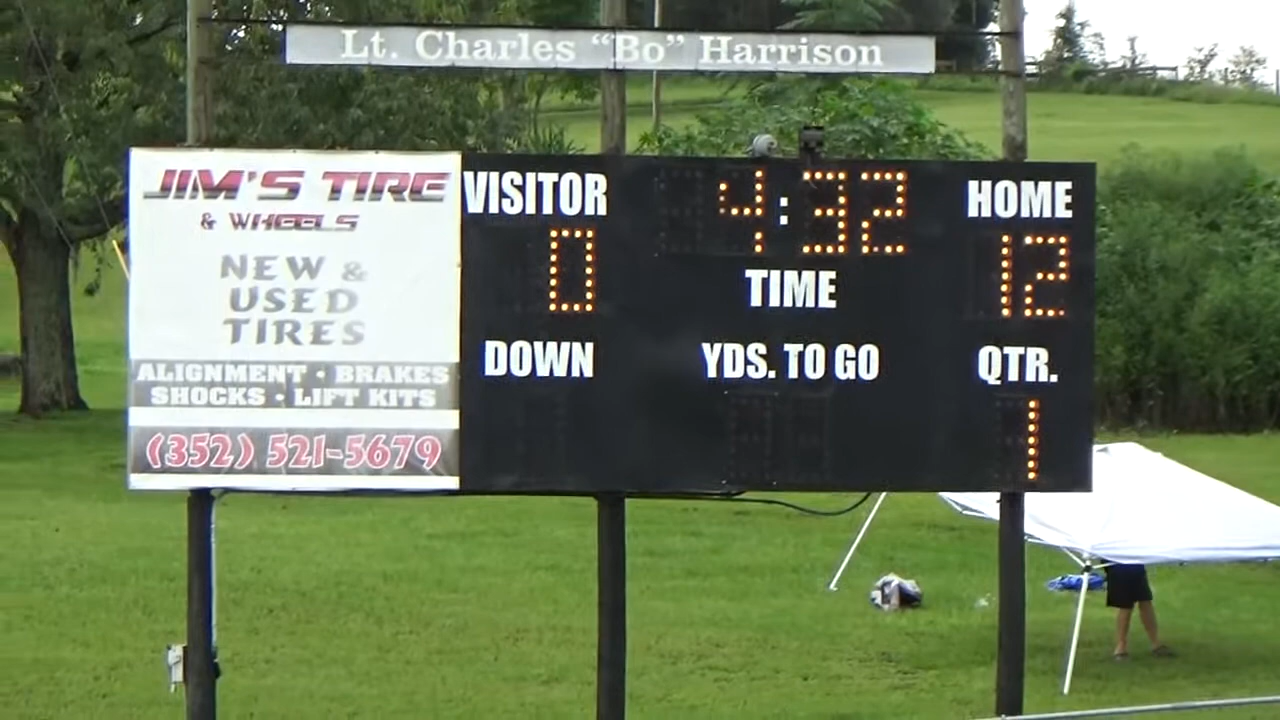 Lt. Charles “Bo” Harrison
JIM'S TIRE
& WHEELS
NEW &
USED
TIRES
ALIGNMENT · BRAKES
SHOCKS · LIFT KITS
(352) 521-5679
VISITOR
0
4:32
TIME
HOME
12
DOWN
YDS. TO GO
QTR.
1